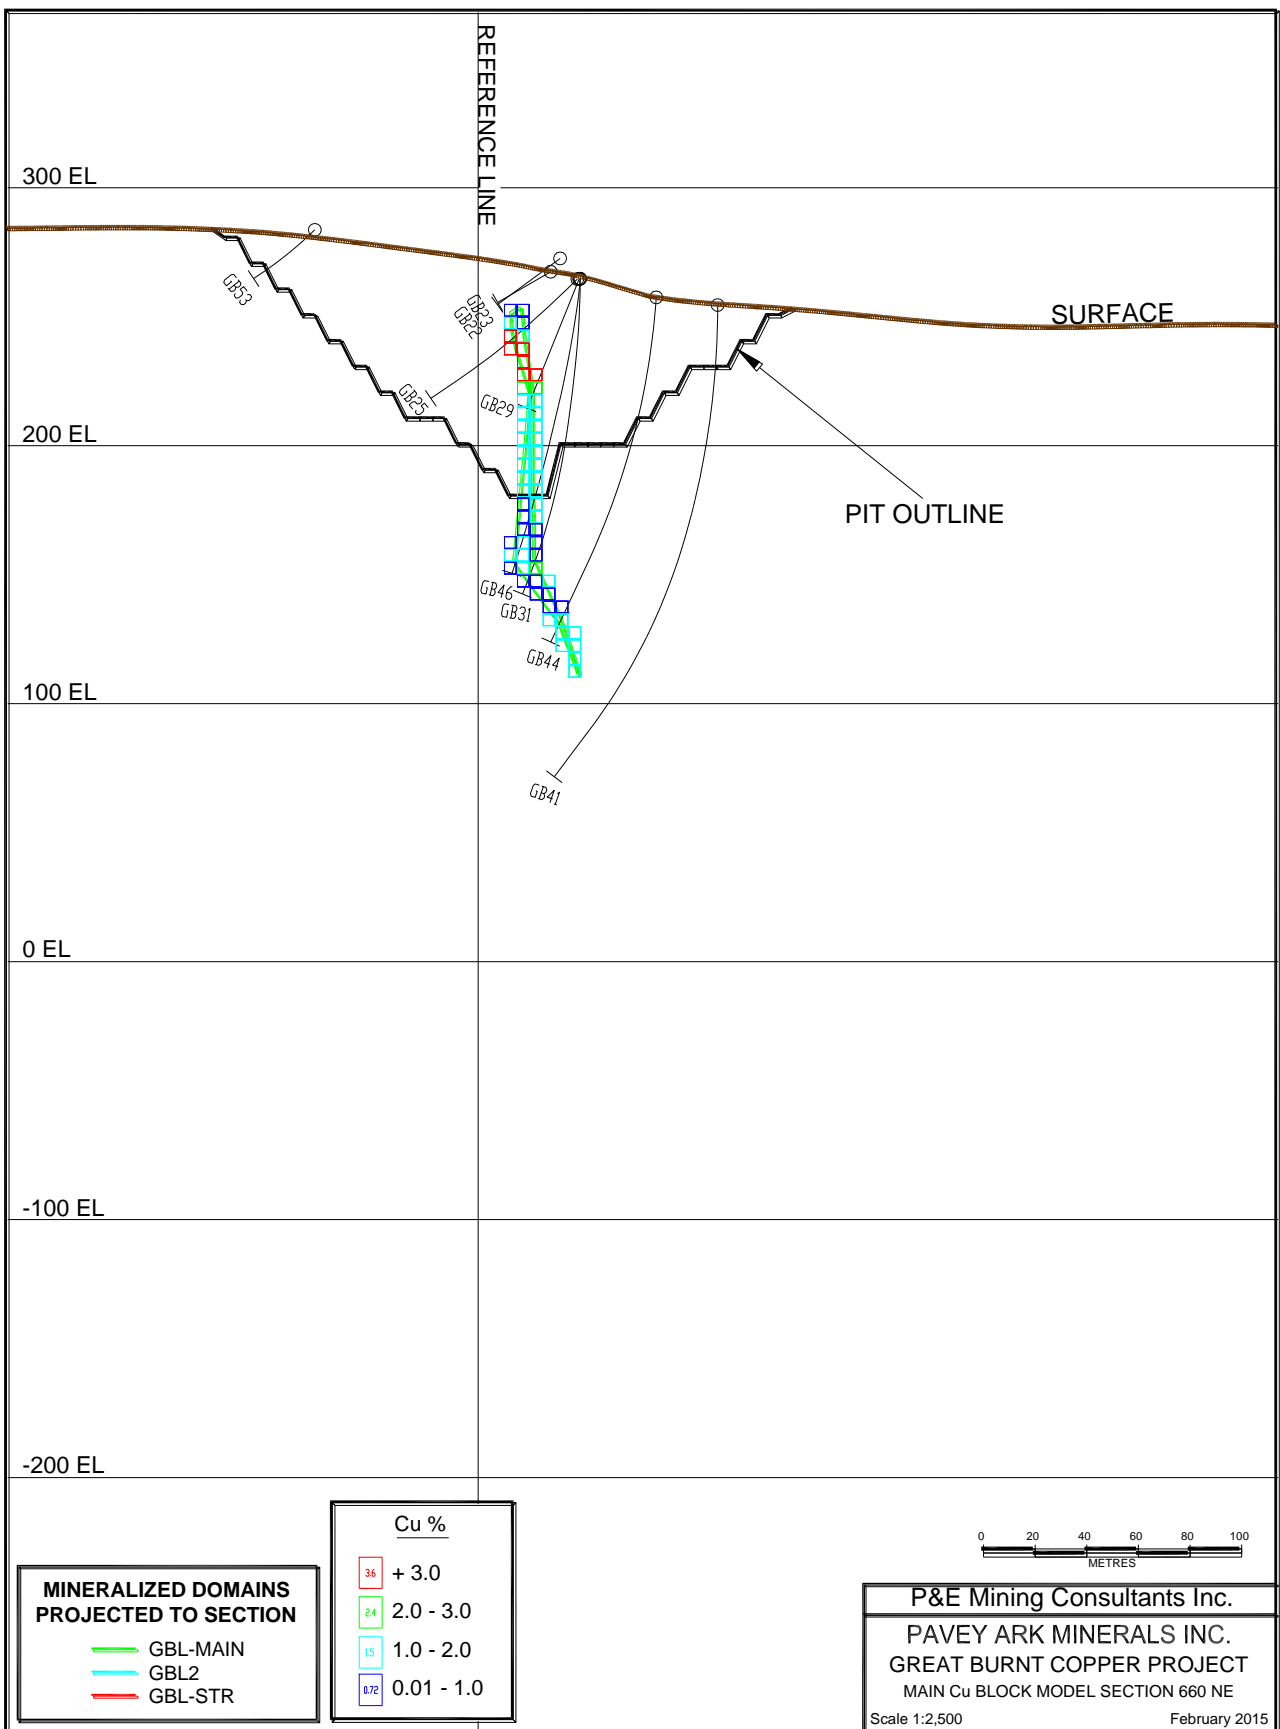 REFERENCE LINE
300 EL
GB53
GB23
GB22
SURFACE
GB25
GB29
200 EL
PIT OUTLINE
GB46
GB31
GB44
100 EL
GB41
0 EL
-100 EL
-200 EL
MINERALIZED DOMAINS
PROJECTED TO SECTION
GBL-MAIN
GBL2
GBL-STR
Cu %
3.6 + 3.0
2.4 2.0 - 3.0
1.5 1.0 - 2.0
0.72 0.01 - 1.0
0 20 40 60 80 100
METRES
P&E Mining Consultants Inc.
PAVEY ARK MINERALS INC.
GREAT BURNT COPPER PROJECT
MAIN Cu BLOCK MODEL SECTION 660 NE
Scale 1:2,500 February 2015